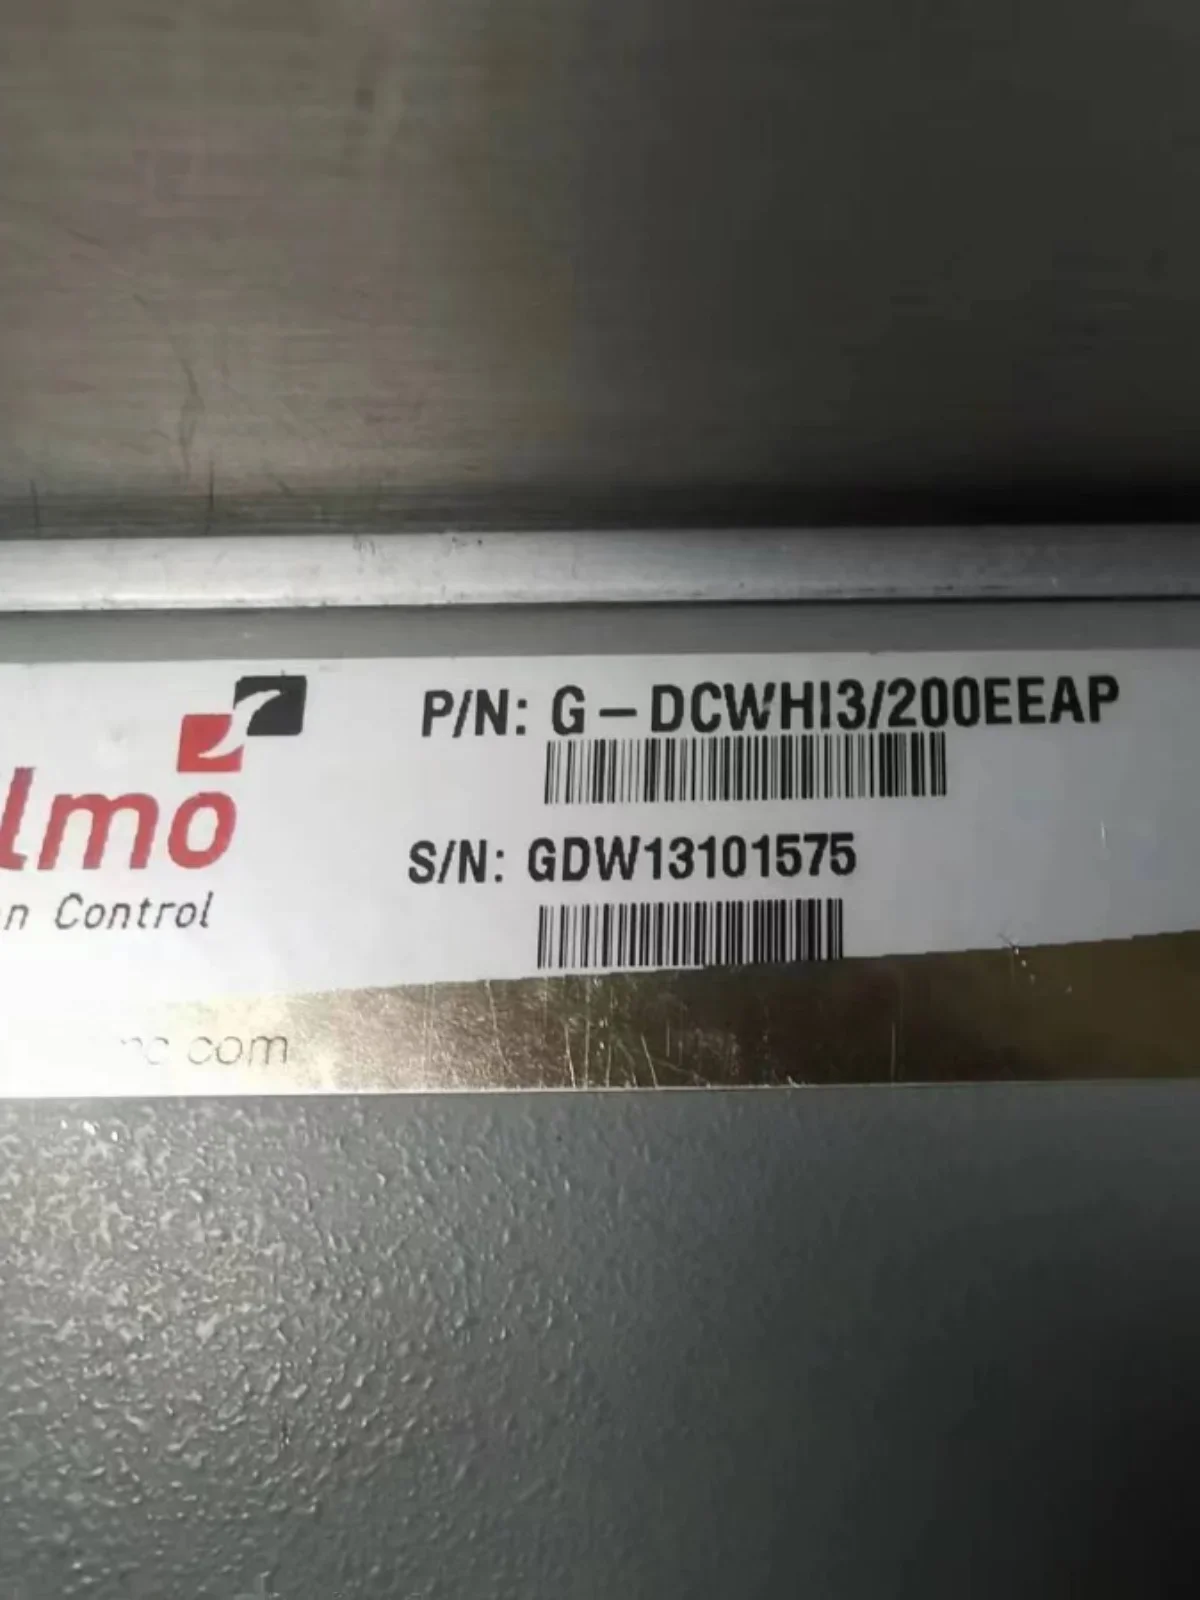 P/N: G-DCWHI3/200EEAP
S/N: GDW13101575
lmo
n Control
.com